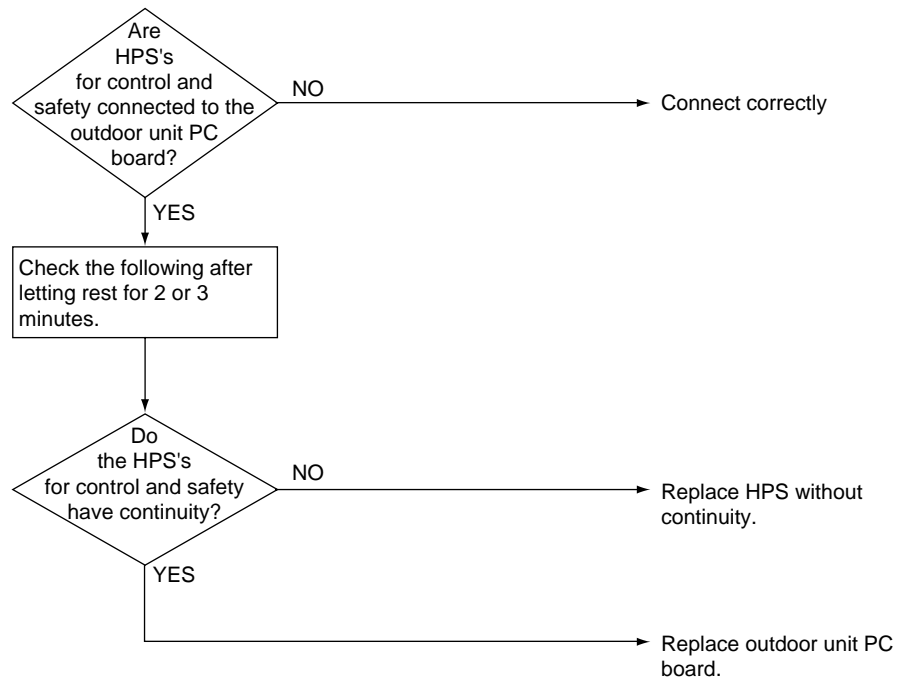 Are
HPS's
for control and
safety connected to the
outdoor unit PC
board?
NO
Connect correctly
YES
Check the following after
letting rest for 2 or 3
minutes.
Do
the HPS's
for control and safety
have continuity?
NO
Replace HPS without
continuity.
YES
Replace outdoor unit PC
board.